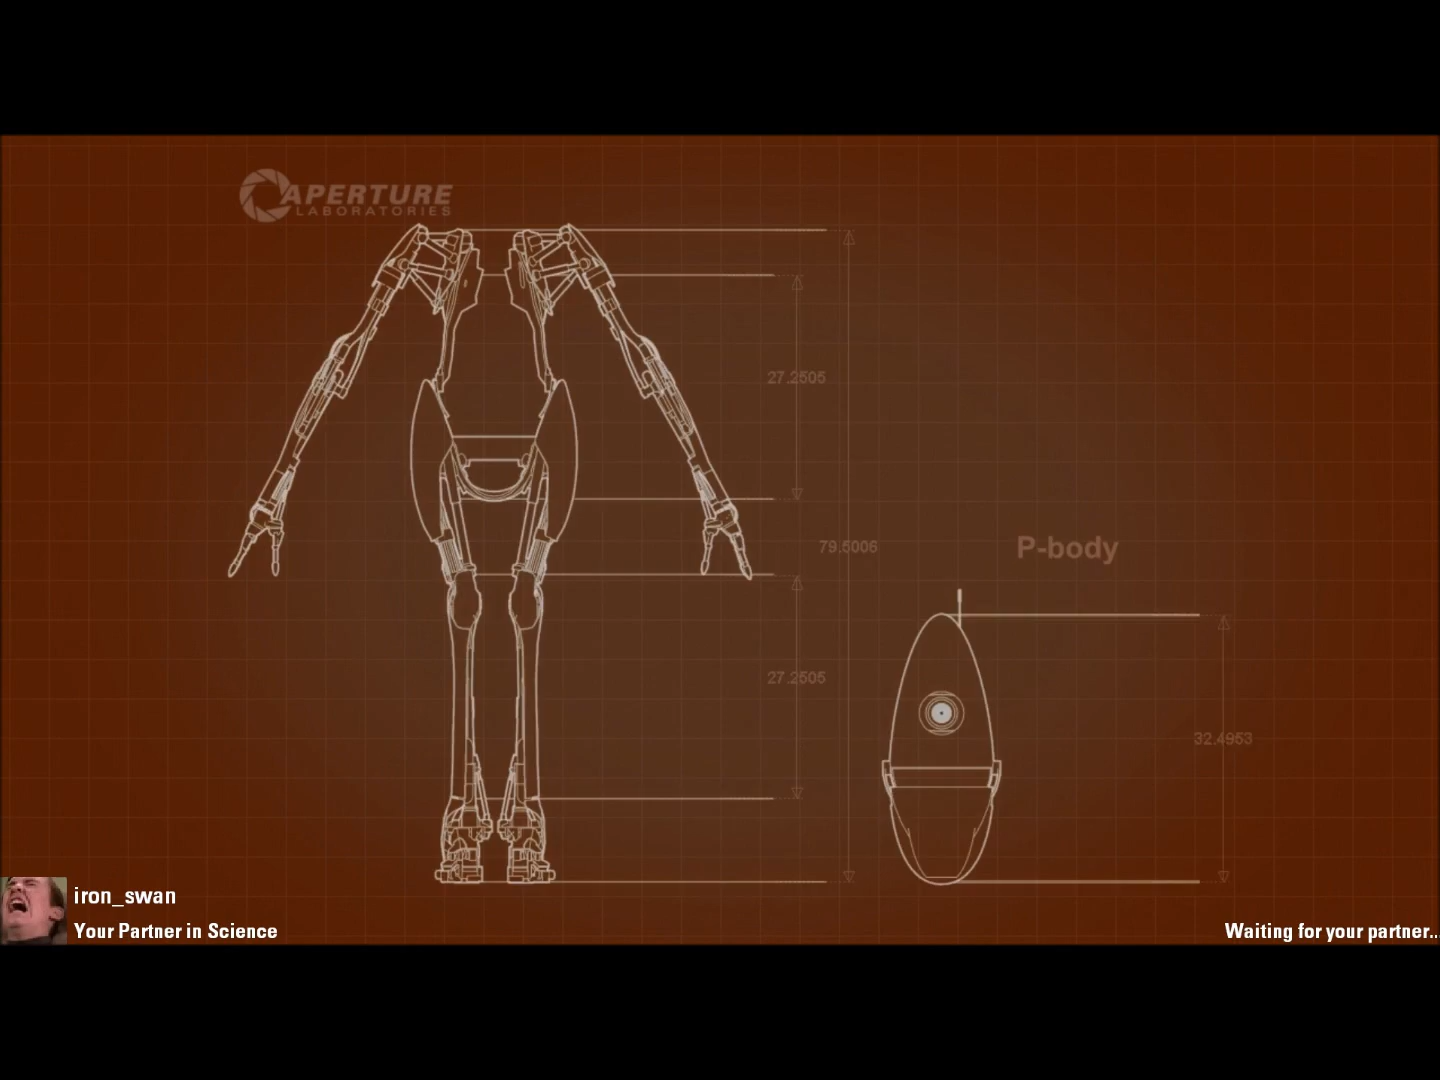 APERTURE
LABORATORIES
27.2505
79.5006
P-body
27.2505
32.4953
iron_swan
Your Partner in Science
Waiting for your partner..